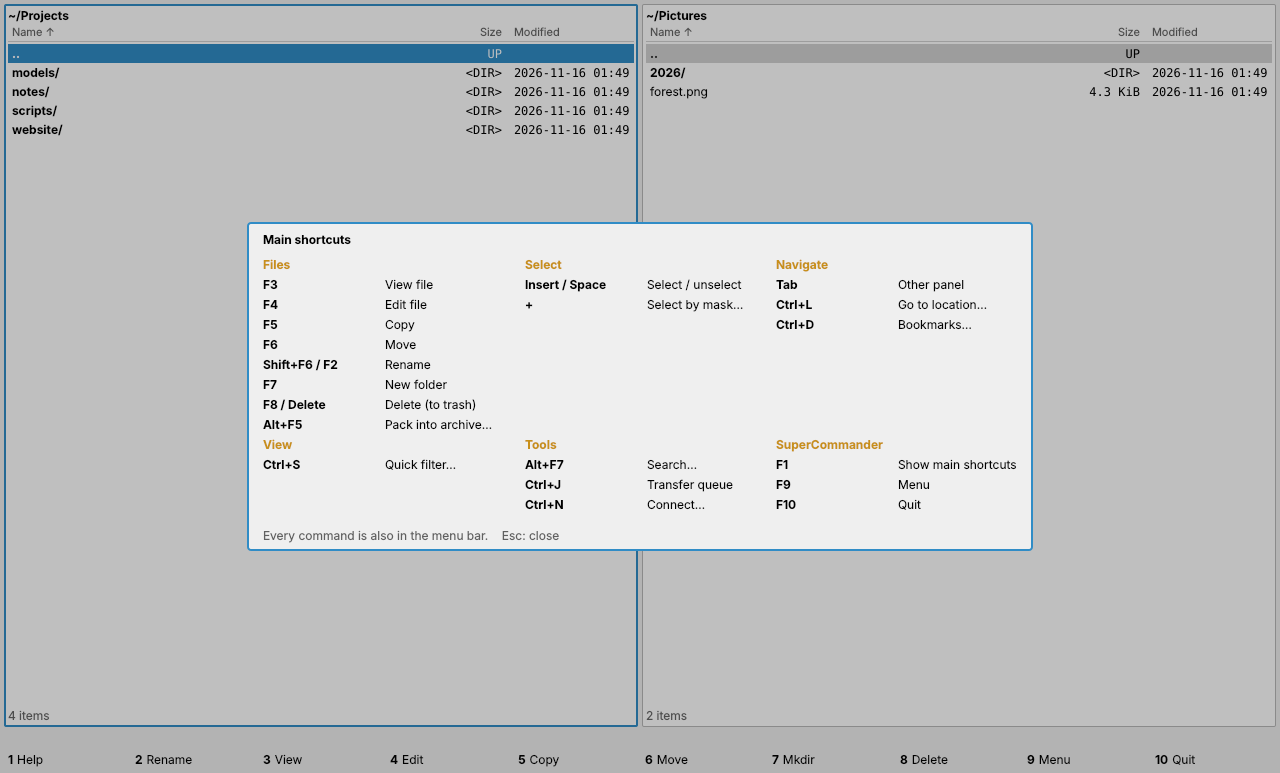 ~/Projects
Name ↑ Size Modified
.. UP
models/ <DIR> 2026-11-16 01:49
notes/ <DIR> 2026-11-16 01:49
scripts/ <DIR> 2026-11-16 01:49
website/ <DIR> 2026-11-16 01:49
4 items
~/Pictures
Name ↑ Size Modified
.. UP
2026/ <DIR> 2026-11-16 01:49
forest.png 4.3 KiB 2026-11-16 01:49
2 items
Main shortcuts
Files
F3 View file
F4 Edit file
F5 Copy
F6 Move
Shift+F6 / F2 Rename
F7 New folder
F8 / Delete Delete (to trash)
Alt+F5 Pack into archive...
Select
Insert / Space Select / unselect
+ Select by mask...
Navigate
Tab Other panel
Ctrl+L Go to location...
Ctrl+D Bookmarks...
View
Ctrl+S Quick filter...
Tools
Alt+F7 Search...
Ctrl+J Transfer queue
Ctrl+N Connect...
SuperCommander
F1 Show main shortcuts
F9 Menu
F10 Quit
Every command is also in the menu bar. Esc: close
1 Help 2 Rename 3 View 4 Edit 5 Copy 6 Move 7 Mkdir 8 Delete 9 Menu 10 Quit